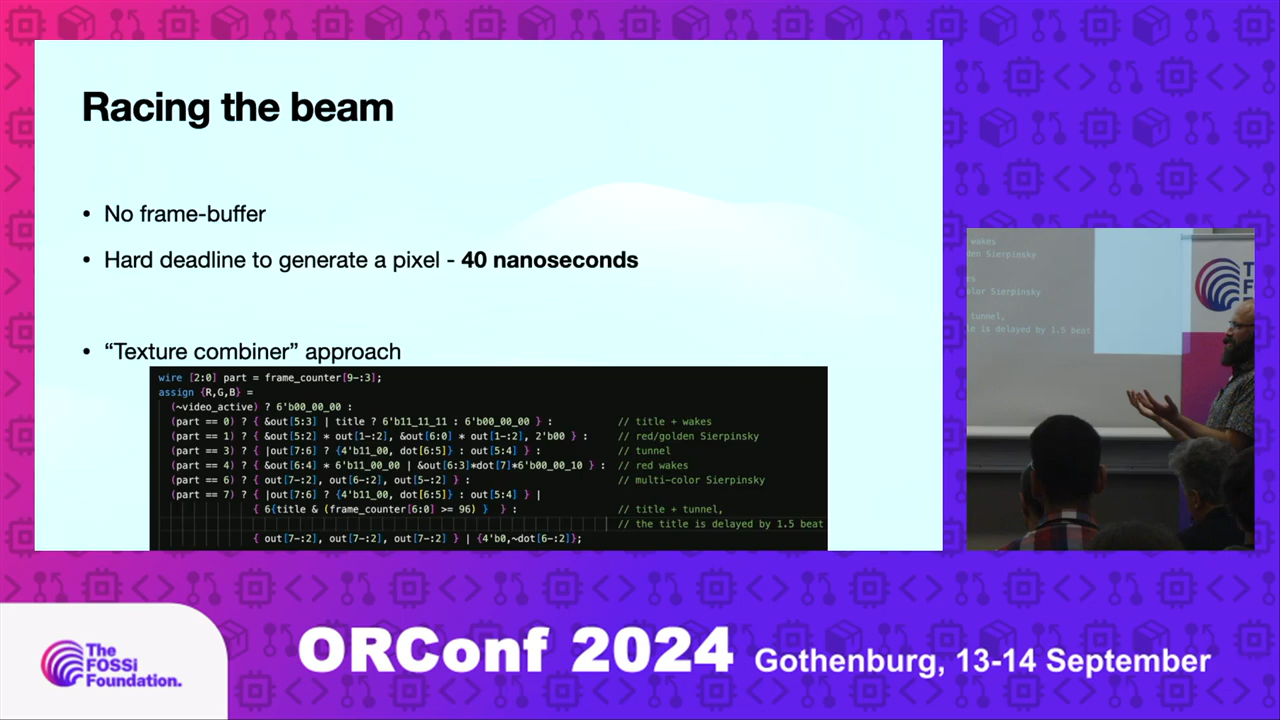 Racing the beam
• No frame-buffer
• Hard deadline to generate a pixel - 40 nanoseconds
• “Texture combiner” approach
wire [2:0] part = frame_counter[9-:3];
assign {R,G,B} =
(~video_active) ? 6'b00_00_00 :
(part == 0) ? { &out[5:3] | title ? 6'b11_11_11 : 6'b00_00_00 } : // title + wakes
(part == 1) ? { &out[5:2] * out[1-:2], &out[6:0] * out[1-:2], 2'b00 } : // red/golden Sierpinsky
(part == 3) ? { |out[7:6] ? {4'b11_00, dot[6:5]} : out[5:4] } : // tunnel
(part == 4) ? { &out[6:4] * 6'b11_00_00 | &out[6:3]*dot[7]*6'b00_00_10 } : // red wakes
(part == 6) ? { out[7-:2], out[6-:2], out[5-:2] } : // multi-color Sierpinsky
(part == 7) ? { |out[7:6] ? {4'b11_00, dot[6:5]} : out[5:4] } |
{ 6{title & (frame_counter[6:0] >= 96) } } : // title + tunnel,
// the title is delayed by 1.5 beat
{ out[7-:2], out[7-:2], out[7-:2] } | {4'b0,~dot[6-:2]};
wakes
den Sierpinsky
es
olor Sierpinsky
tunnel,
le is delayed by 1.5 beat
T
F
F
The
FOSSi
Foundation.
ORConf 2024 Gothenburg, 13-14 September